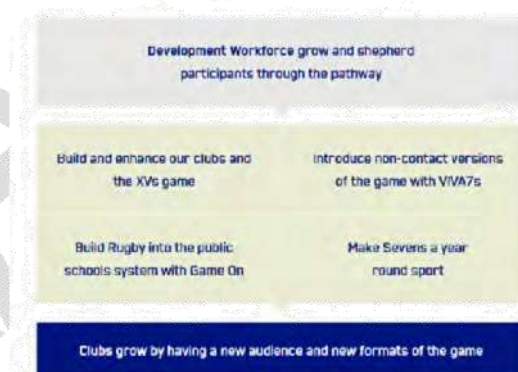 Development Workforce grow and shepherd
participants through the pathway
Build and enhance our clubs and
the XVs game
Introduce non-contact versions
of the game with VIVA7s
Build Rugby into the public
schools system with Game On
Make Sevens a year
round sport
Clubs grow by having a new audience and new formats of the game